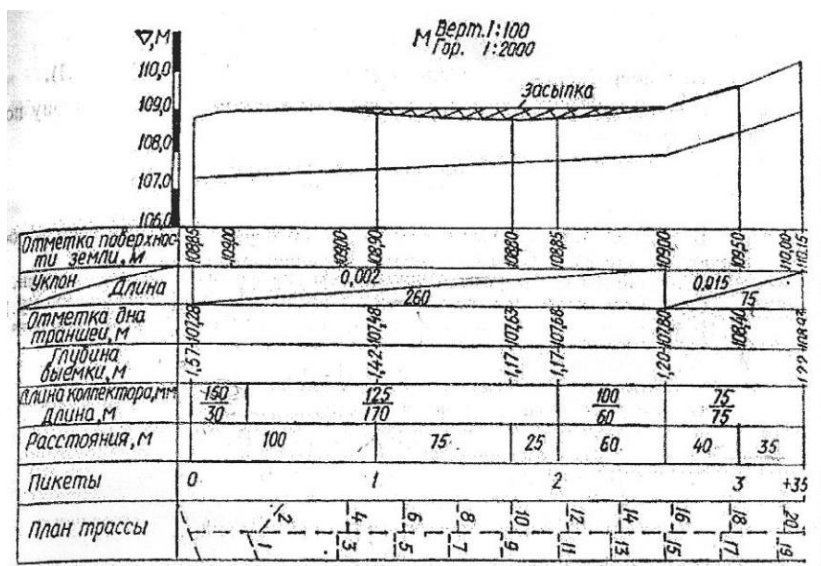 ∇,М
М Верт. 1:100
Гор. 1:2000
110,0
109,0
108,0
107,0
106,0
Засыпка
Отметка поверхнос-
ти земли, м
108,85 109,00 109,00 108,90 108,80 108,85 109,00 109,50 110,00 110,15
Уклон
Длина
0,002
260
0,015
75
Отметка дна
траншеи, м
107,28 107,48 107,63 107,68 107,80 108,40 108,93
Глубина
выемки, м
1,57 1,42 1,17 1,17 1,20 1,22
Длина коллектора, мм
Длина, м
150
30
125
170
100
60
75
75
Расстояния, м
100 75 25 60 40 35
Пикеты
0 1 2 3 +35
План трассы
2 4 6 8 10 12 14 16 18 20
1 3 5 7 9 11 13 15 17 19